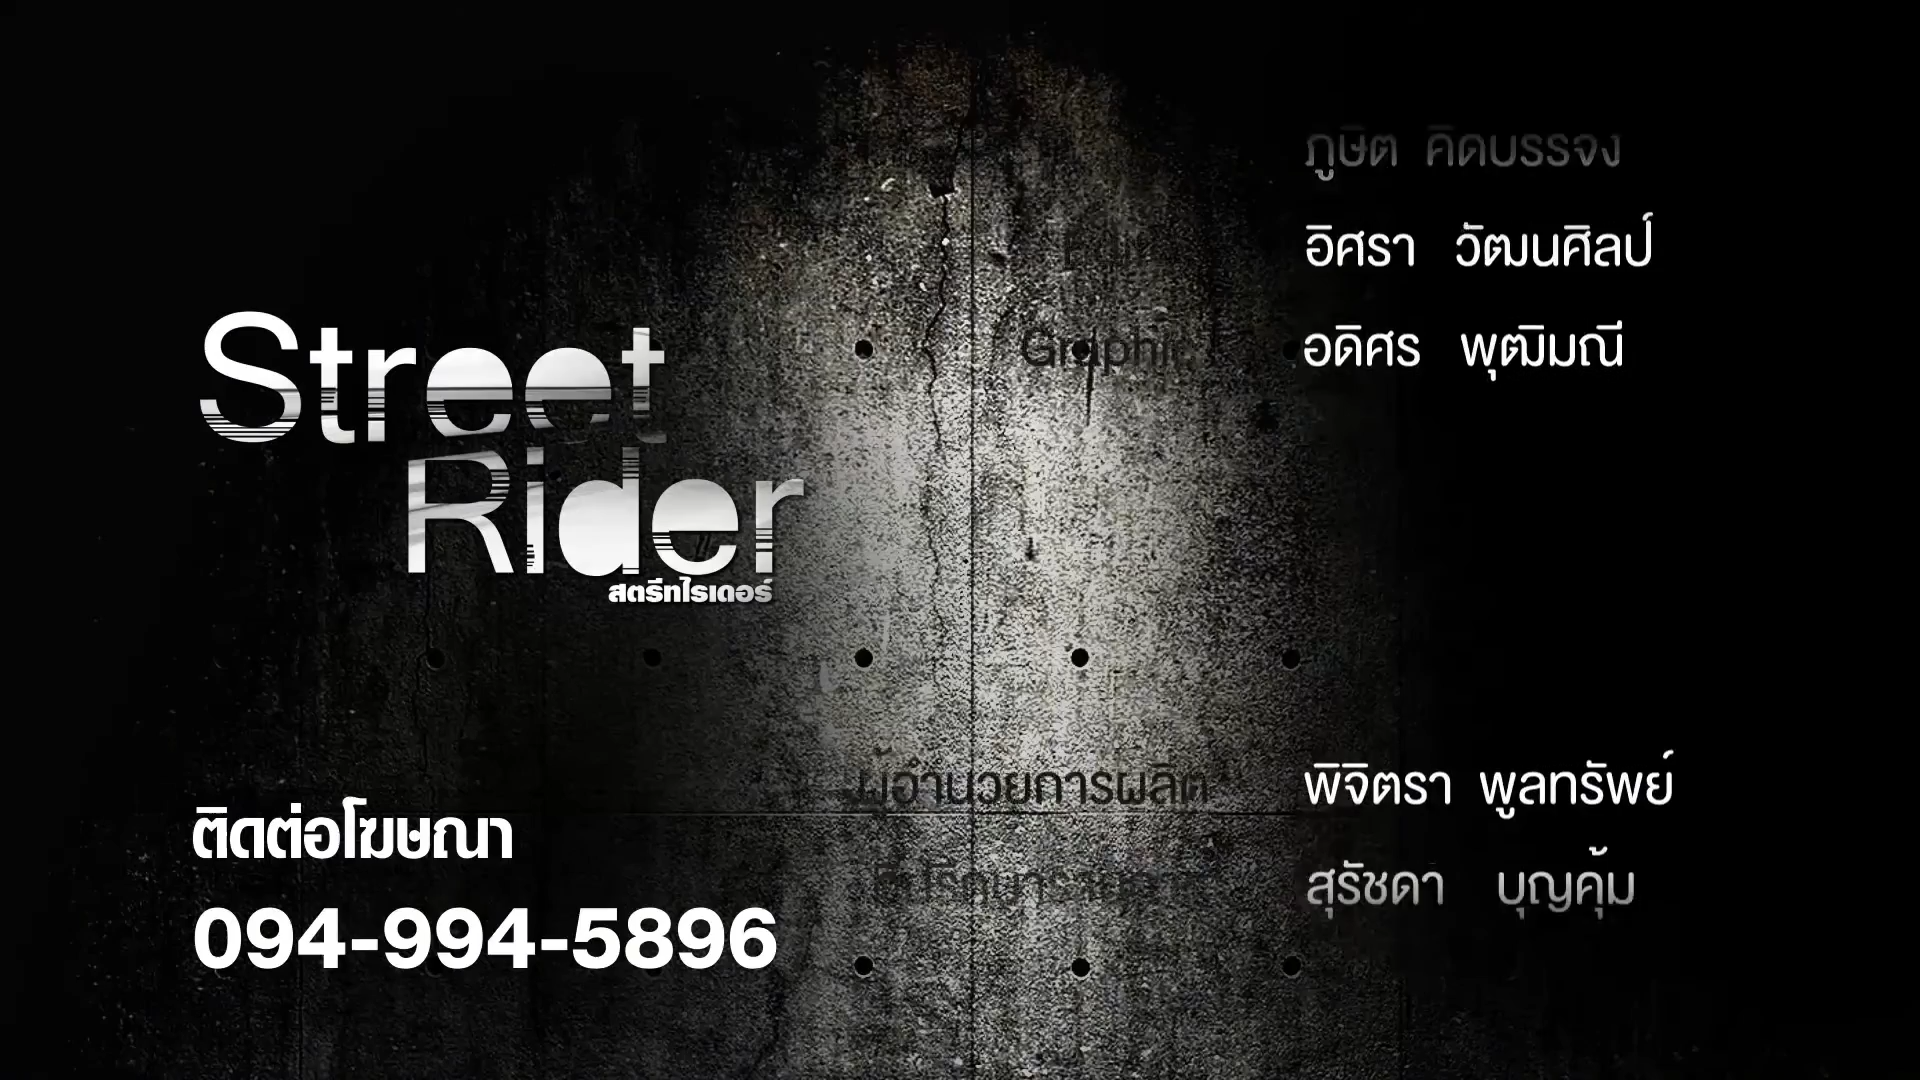 Street
Rider
สตรีทไรเดอร์
ติดต่อโฆษณา
094-994-5896
ภูษิต คิดบรรจง
อิศรา วัฒนศิลป์
Graphic อดิศร พุฒิมณี
ผู้อำนวยการผลิต พิจิตรา พูลทรัพย์
สุรัชดา บุญคุ้ม